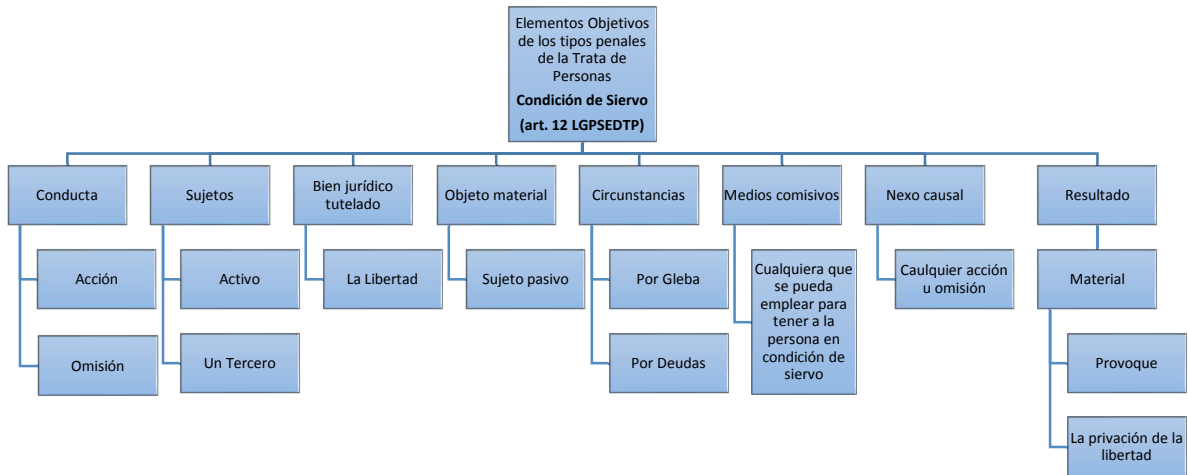 Elementos Objetivos
de los tipos penales
de la Trata de
Personas
Condición de Siervo
(art. 12 LGPSEDTP)
Conducta
Sujetos
Bien jurídico
tutelado
Objeto material
Circunstancias
Medios comisivos
Nexo causal
Resultado
Acción
Activo
La Libertad
Sujeto pasivo
Por Gleba
Cualquiera que
se pueda
emplear para
tener a la
persona en
condición de
siervo
Caulquier acción
u omisión
Material
Omisión
Un Tercero
Por Deudas
Provoque
La privación de la
libertad